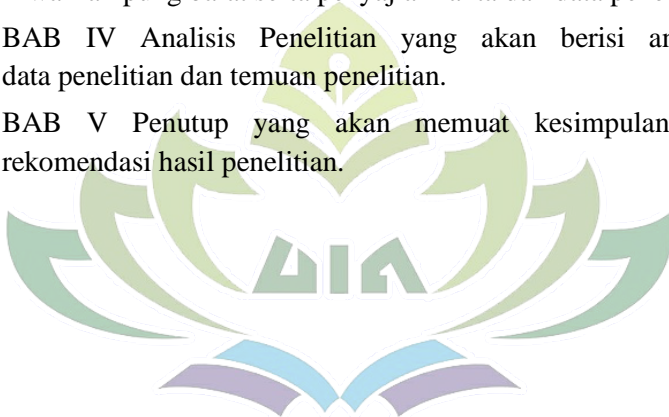 BAB IV Analisis Penelitian yang akan berisi
data penelitian dan temuan penelitian.
BAB V Penutup yang akan memuat kesimpulan
rekomendasi hasil penelitian.
UIN